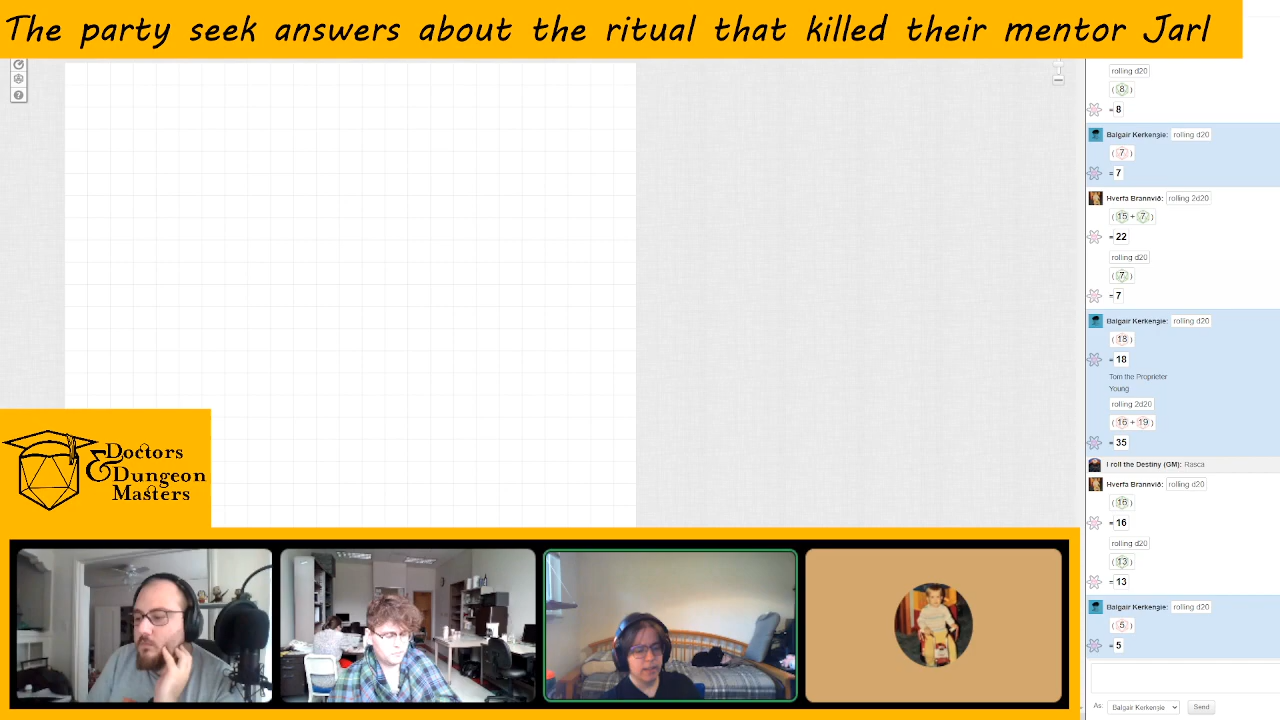 The party seek answers about the ritual that killed their mentor Jarl
rolling d20
(8)
=8
Balgair Kerkengie: rolling d20
(7)
=7
Hverfa Brannvið: rolling 2d20
(15+7)
=22
rolling d20
(7)
=7
Balgair Kerkengie: rolling d20
(18)
=18
Tom the Proprieter
Young
rolling 2d20
(16+19)
=35
I roll the Destiny (GM): Rasca
Hverfa Brannvið: rolling d20
(16)
=16
rolling d20
(13)
=13
Balgair Kerkengie: rolling d20
(5)
=5
As: Balgair Kerkengie Send
Doctors
& Dungeon
Masters